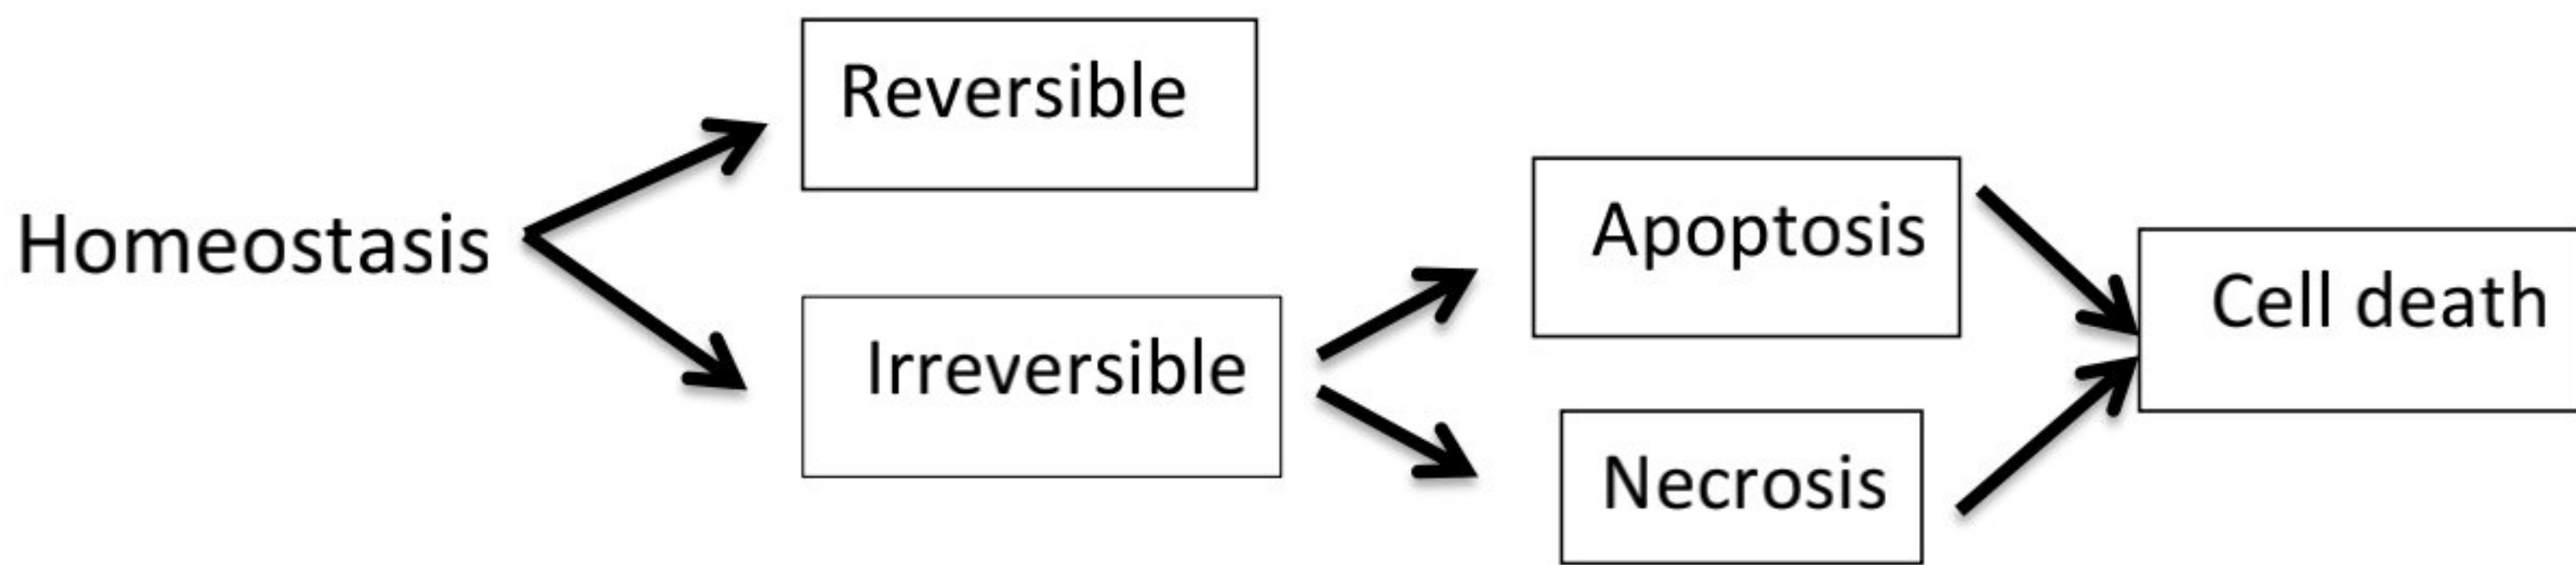 Homeostasis
Reversible
Irreversible
Apoptosis
Necrosis
Cell death